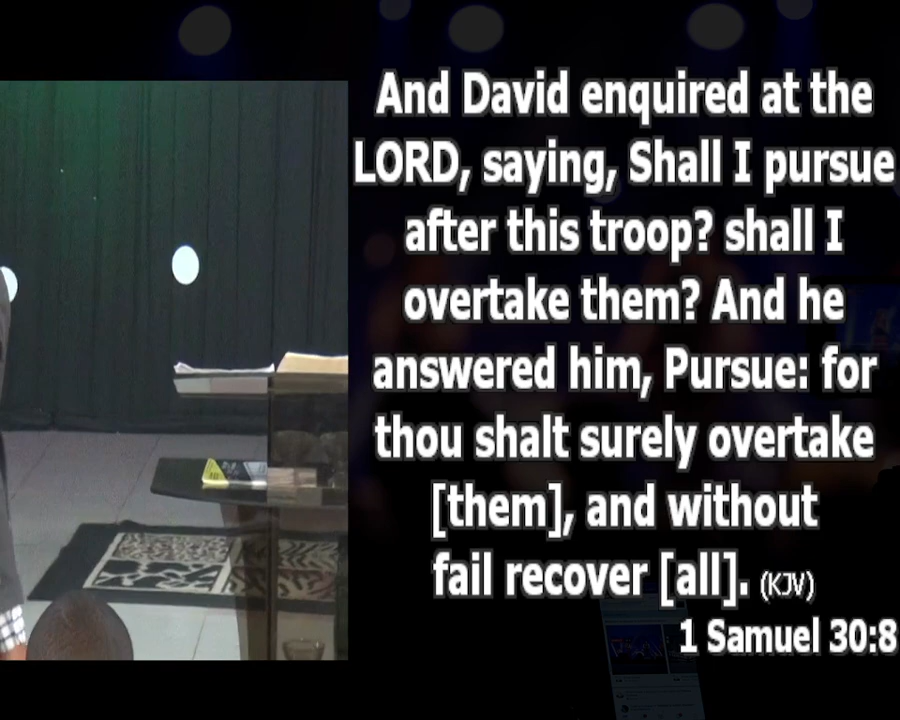 And David enquired at the
LORD, saying, Shall I pursue
after this troop? shall I
overtake them? And he
answered him, Pursue: for
thou shalt surely overtake
[them], and without
fail recover [all]. (KJV)
1 Samuel 30:8